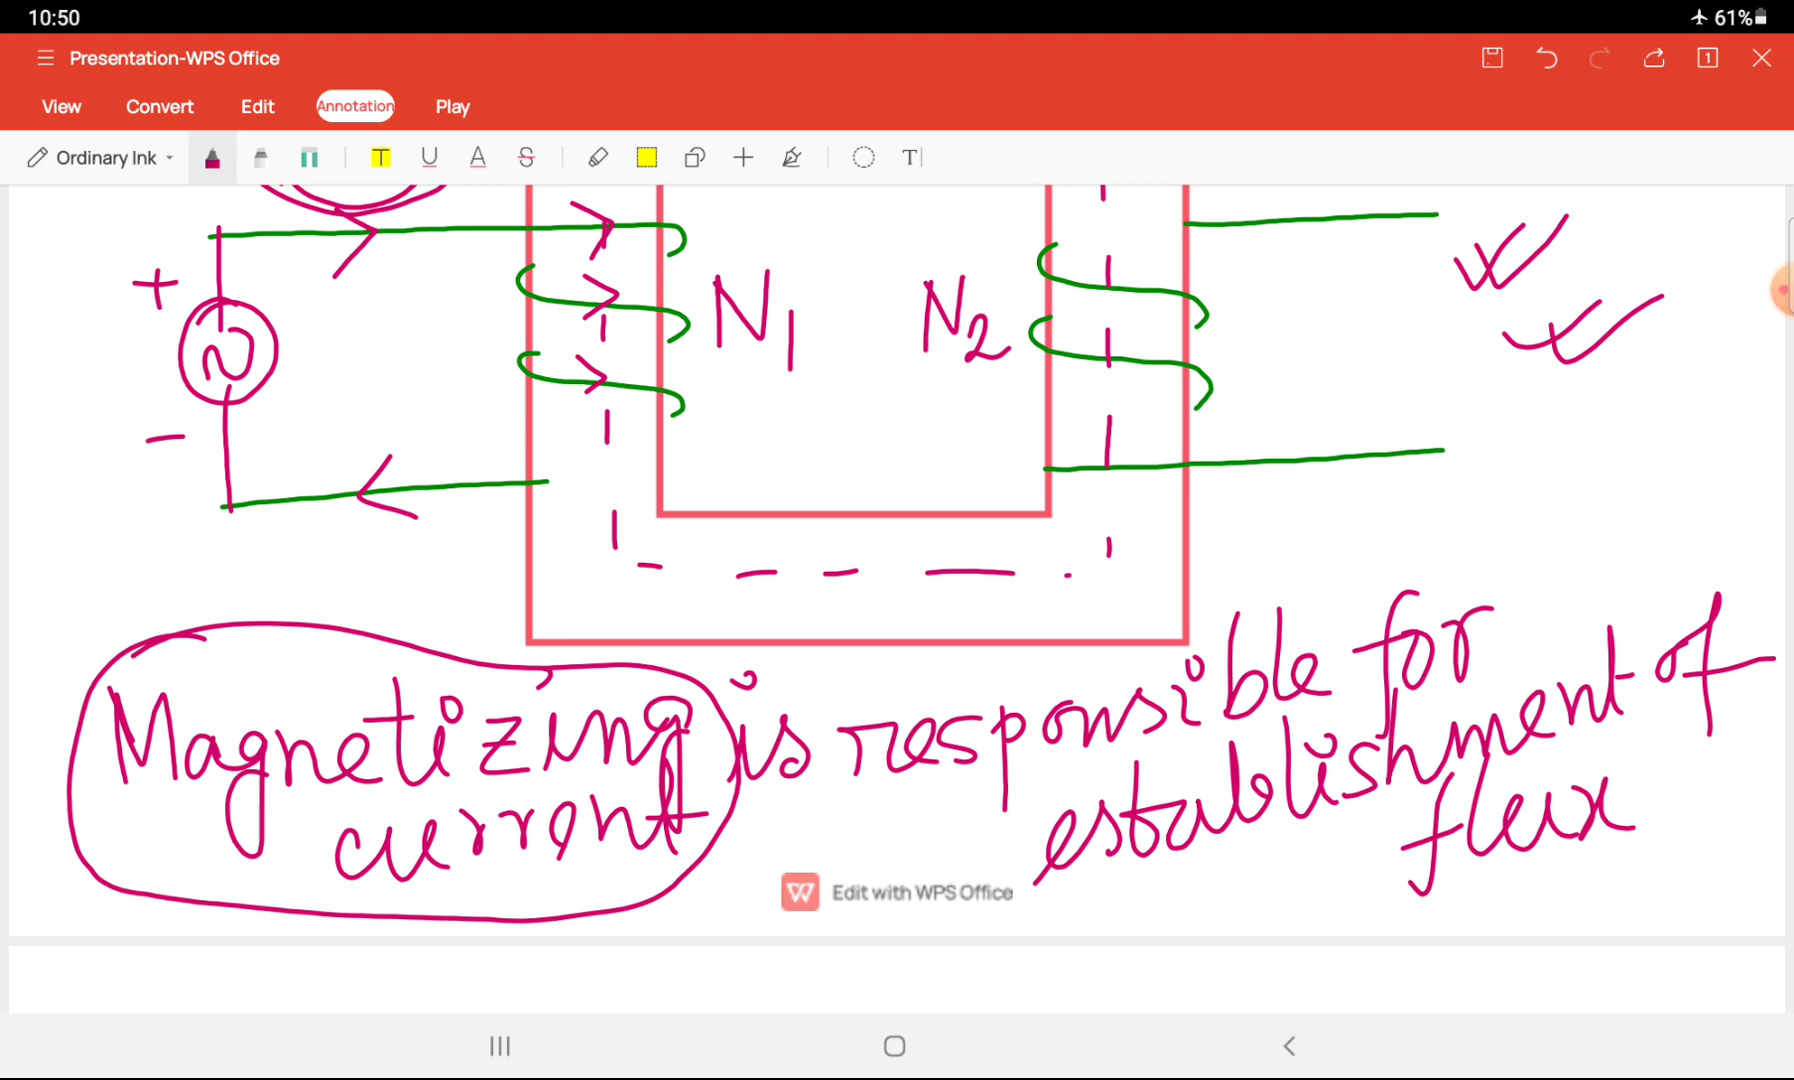 10:50
61%
Presentation-WPS Office
1
View Convert Edit Annotation Play
Ordinary Ink T U A S T
+
N1 N2
-
Magnetizing is responsible for
current establishment of
flux
Edit with WPS Office